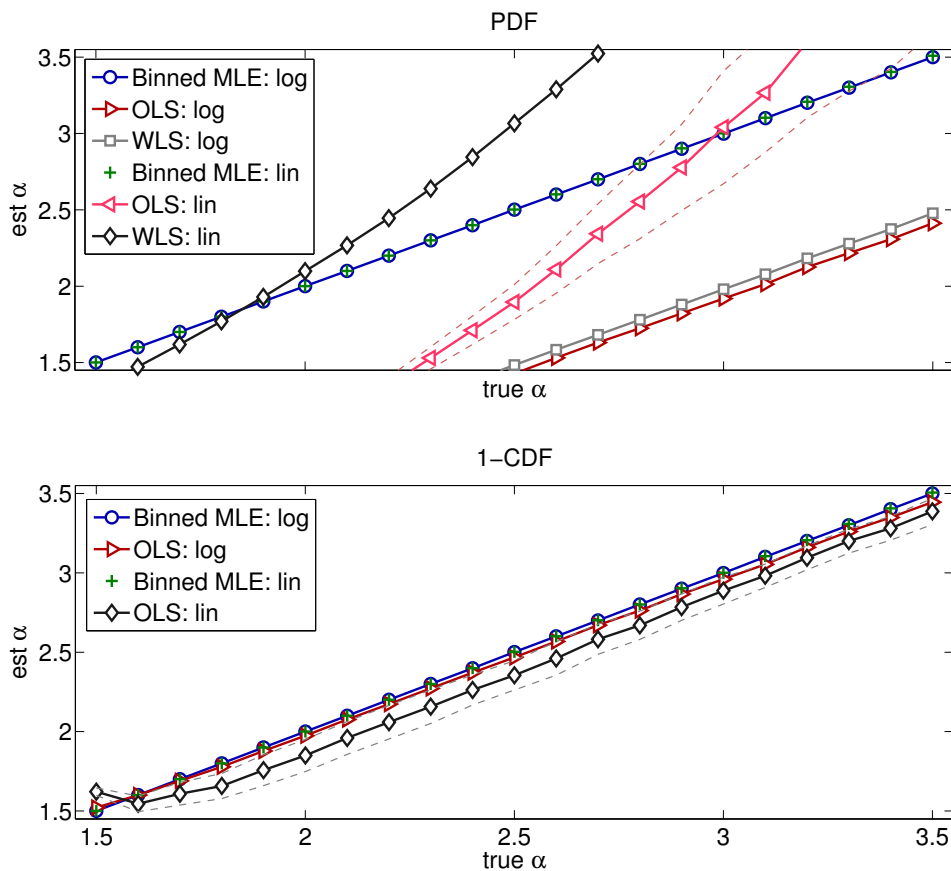 PDF
3.5
3
2.5
2
1.5
est α
Binned MLE: log
OLS: log
WLS: log
Binned MLE: lin
OLS: lin
WLS: lin
true α
1−CDF
3.5
3
2.5
2
1.5
est α
Binned MLE: log
OLS: log
Binned MLE: lin
OLS: lin
1.5 2 2.5 3 3.5
true α